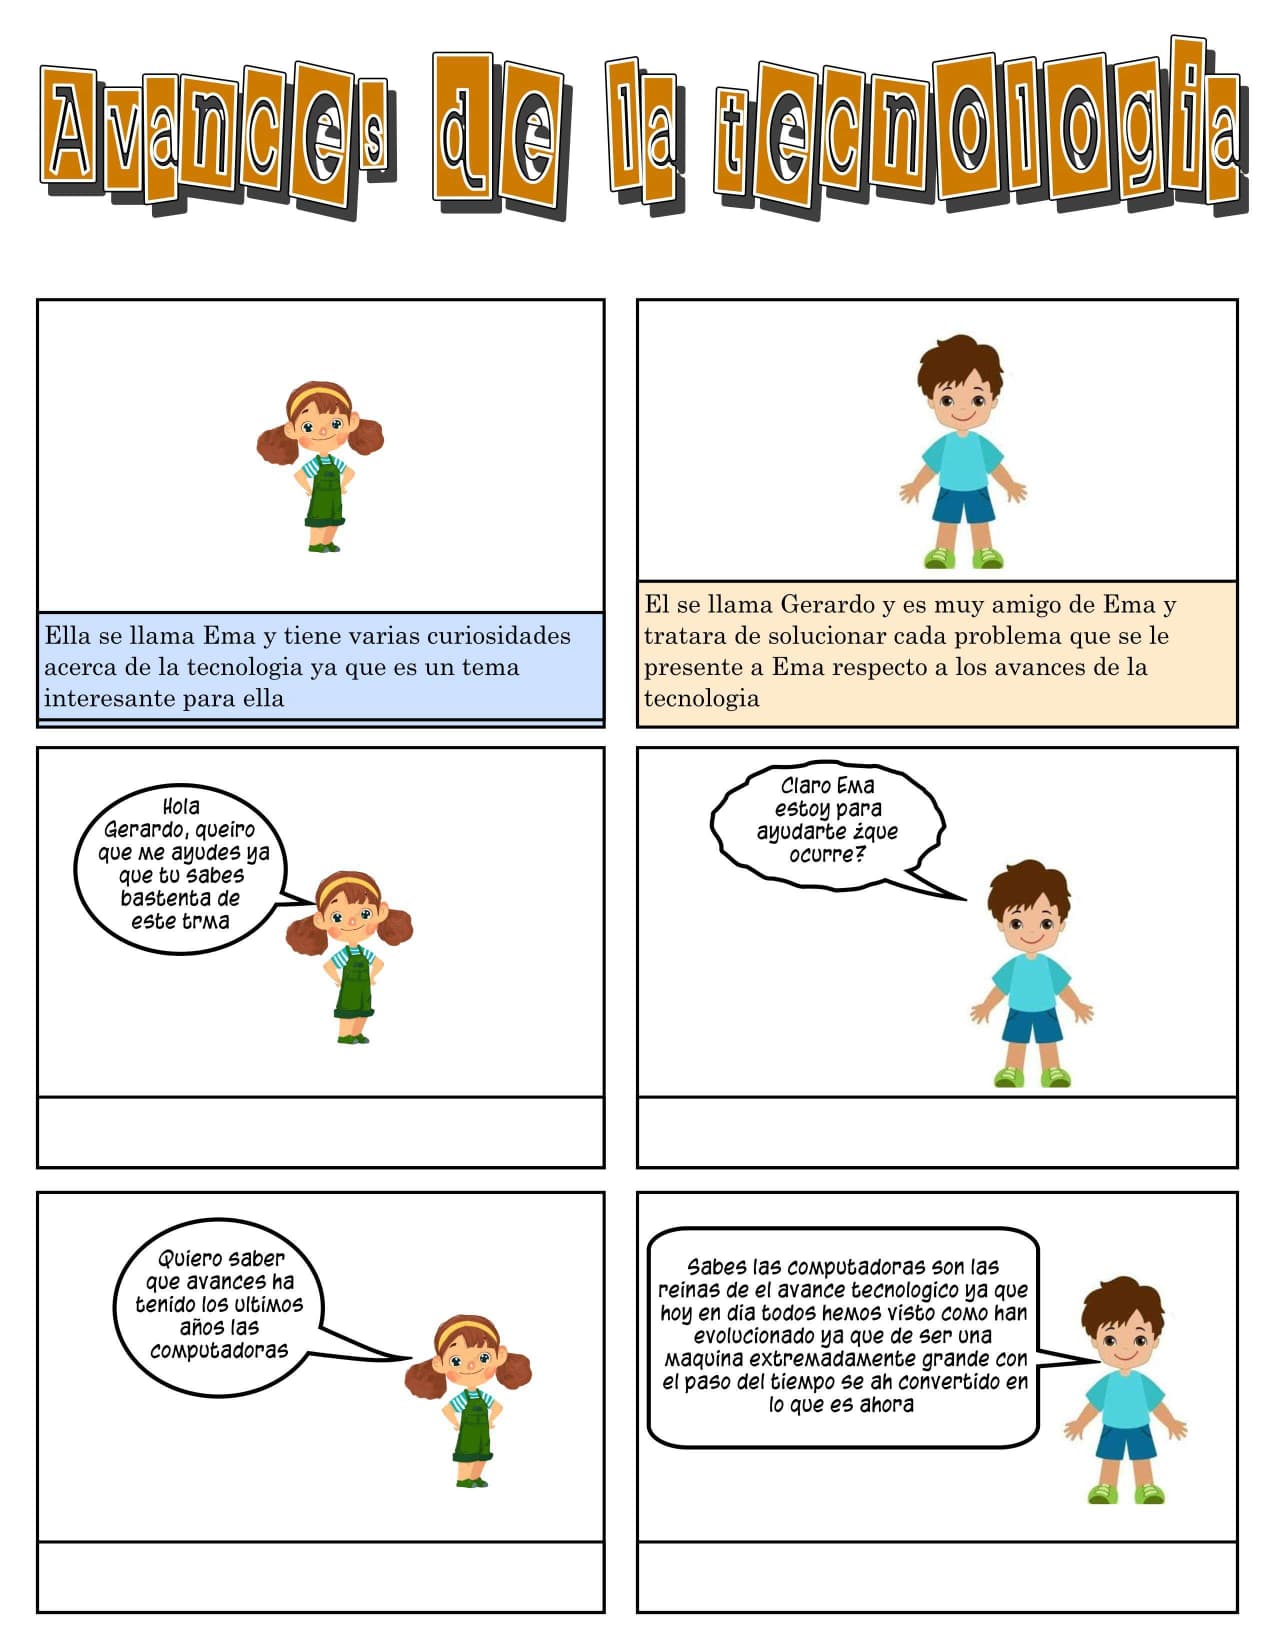 Avances de la tecnologia
Ella se llama Ema y tiene varias curiosidades
acerca de la tecnologia ya que es un tema
interesante para ella
El se llama Gerardo y es muy amigo de Ema y
tratara de solucionar cada problema que se le
presente a Ema respecto a los avances de la
tecnologia
Hola
Gerardo, queiro
que me ayudes ya
que tu sabes
bastenta de
este trma
Claro Ema
estoy para
ayudarte ¿que
ocurre?
Quiero saber
que avances ha
tenido los ultimos
años las
computadoras
Sabes las computadoras son las
reinas de el avance tecnologico ya que
hoy en dia todos hemos visto como han
evolucionado ya que de ser una
maquina extremadamente grande con
el paso del tiempo se ah convertido en
lo que es ahora